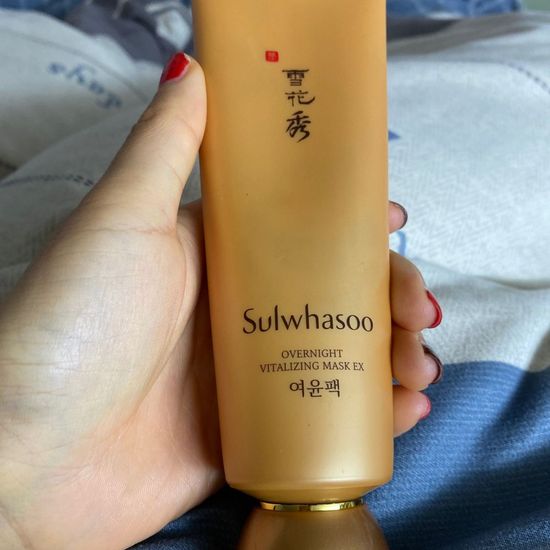 雪
花
秀
Sulwhasoo
OVERNIGHT
VITALIZING MASK EX
여윤팩